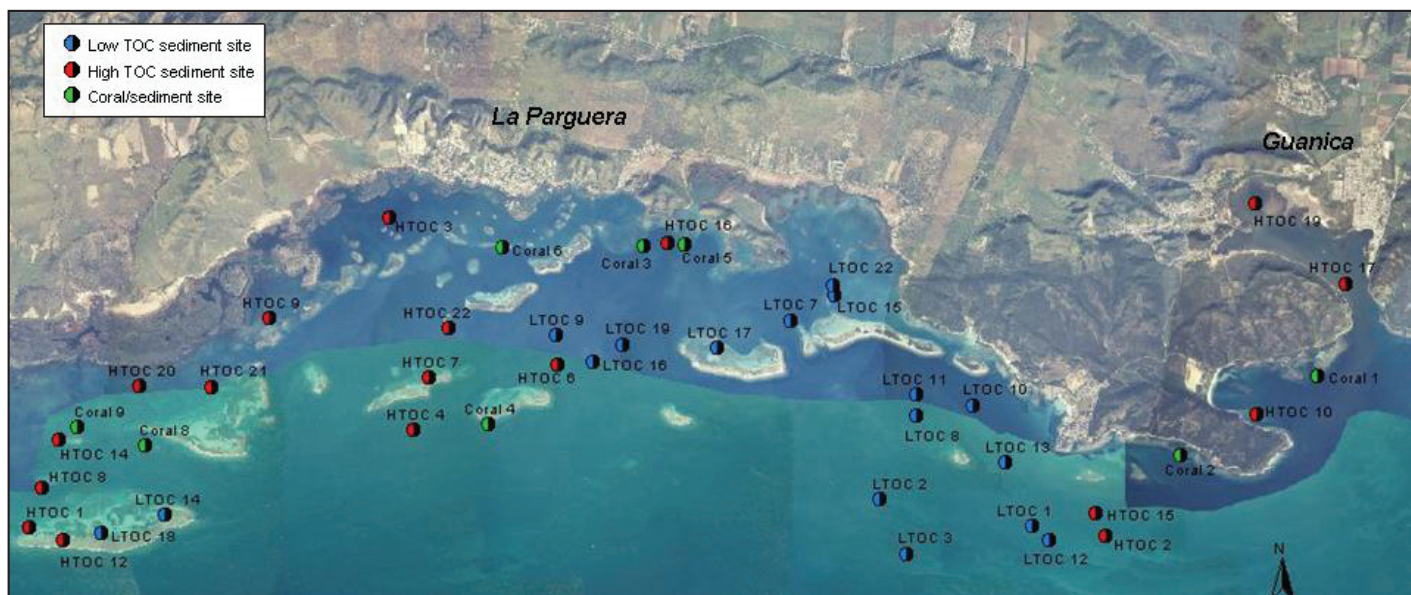 Low TOC sediment site
High TOC sediment site
Coral/sediment site
La Parguera
Guanica
HTOC 19
HTOC 3
HTOC 16
Coral 6
Coral 3
Coral 5
LTOC 22
HTOC 17
HTOC 9
LTOC 7
LTOC 15
HTOC 22
LTOC 9
LTOC 19
LTOC 17
HTOC 20
HTOC 21
HTOC 7
HTOC 6
LTOC 16
LTOC 11
LTOC 10
Coral 1
Coral 9
Coral 8
HTOC 4
Coral 4
LTOC 8
HTOC 10
HTOC 14
LTOC 13
Coral 2
HTOC 8
LTOC 14
LTOC 2
HTOC 1
LTOC 18
LTOC 1
HTOC 15
HTOC 12
LTOC 3
LTOC 12
HTOC 2
N